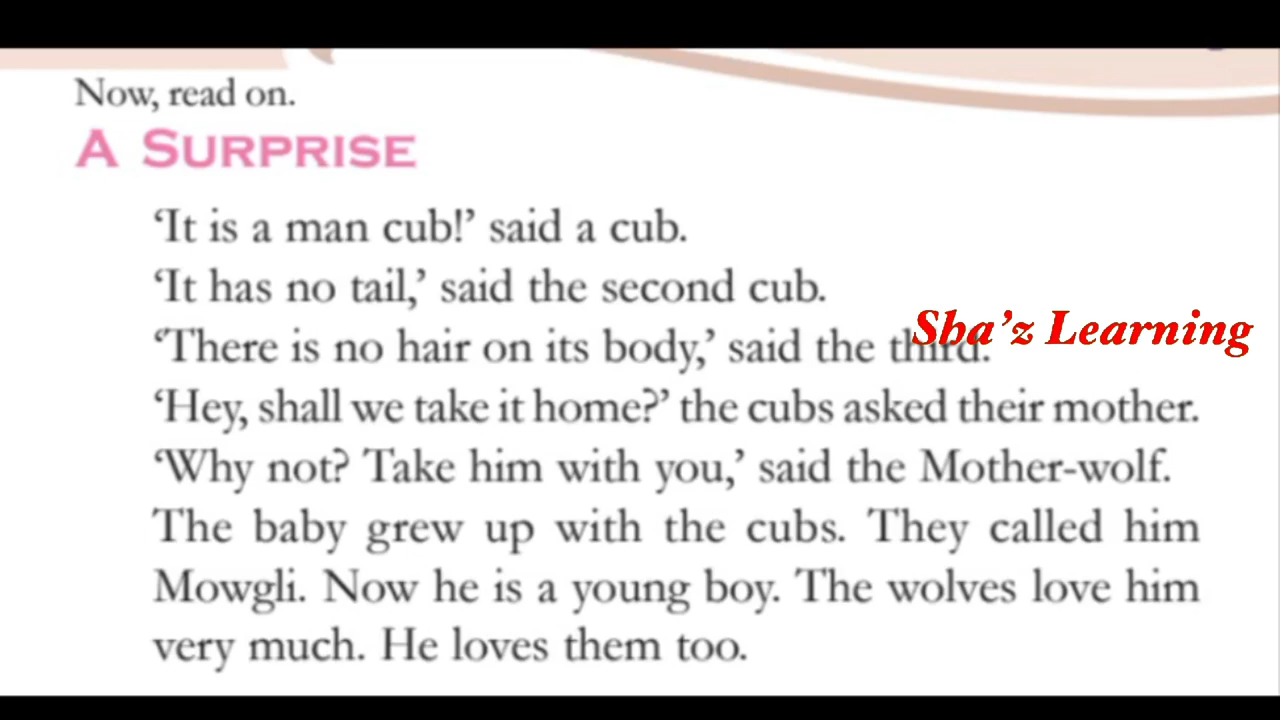 Now, read on.
A SURPRISE
‘It is a man cub!’ said a cub.
‘It has no tail,’ said the second cub.
‘There is no hair on its body,’ said the third.
Sha’z Learning
‘Hey, shall we take it home?’ the cubs asked their mother.
‘Why not? Take him with you,’ said the Mother-wolf.
The baby grew up with the cubs. They called him
Mowgli. Now he is a young boy. The wolves love him
very much. He loves them too.